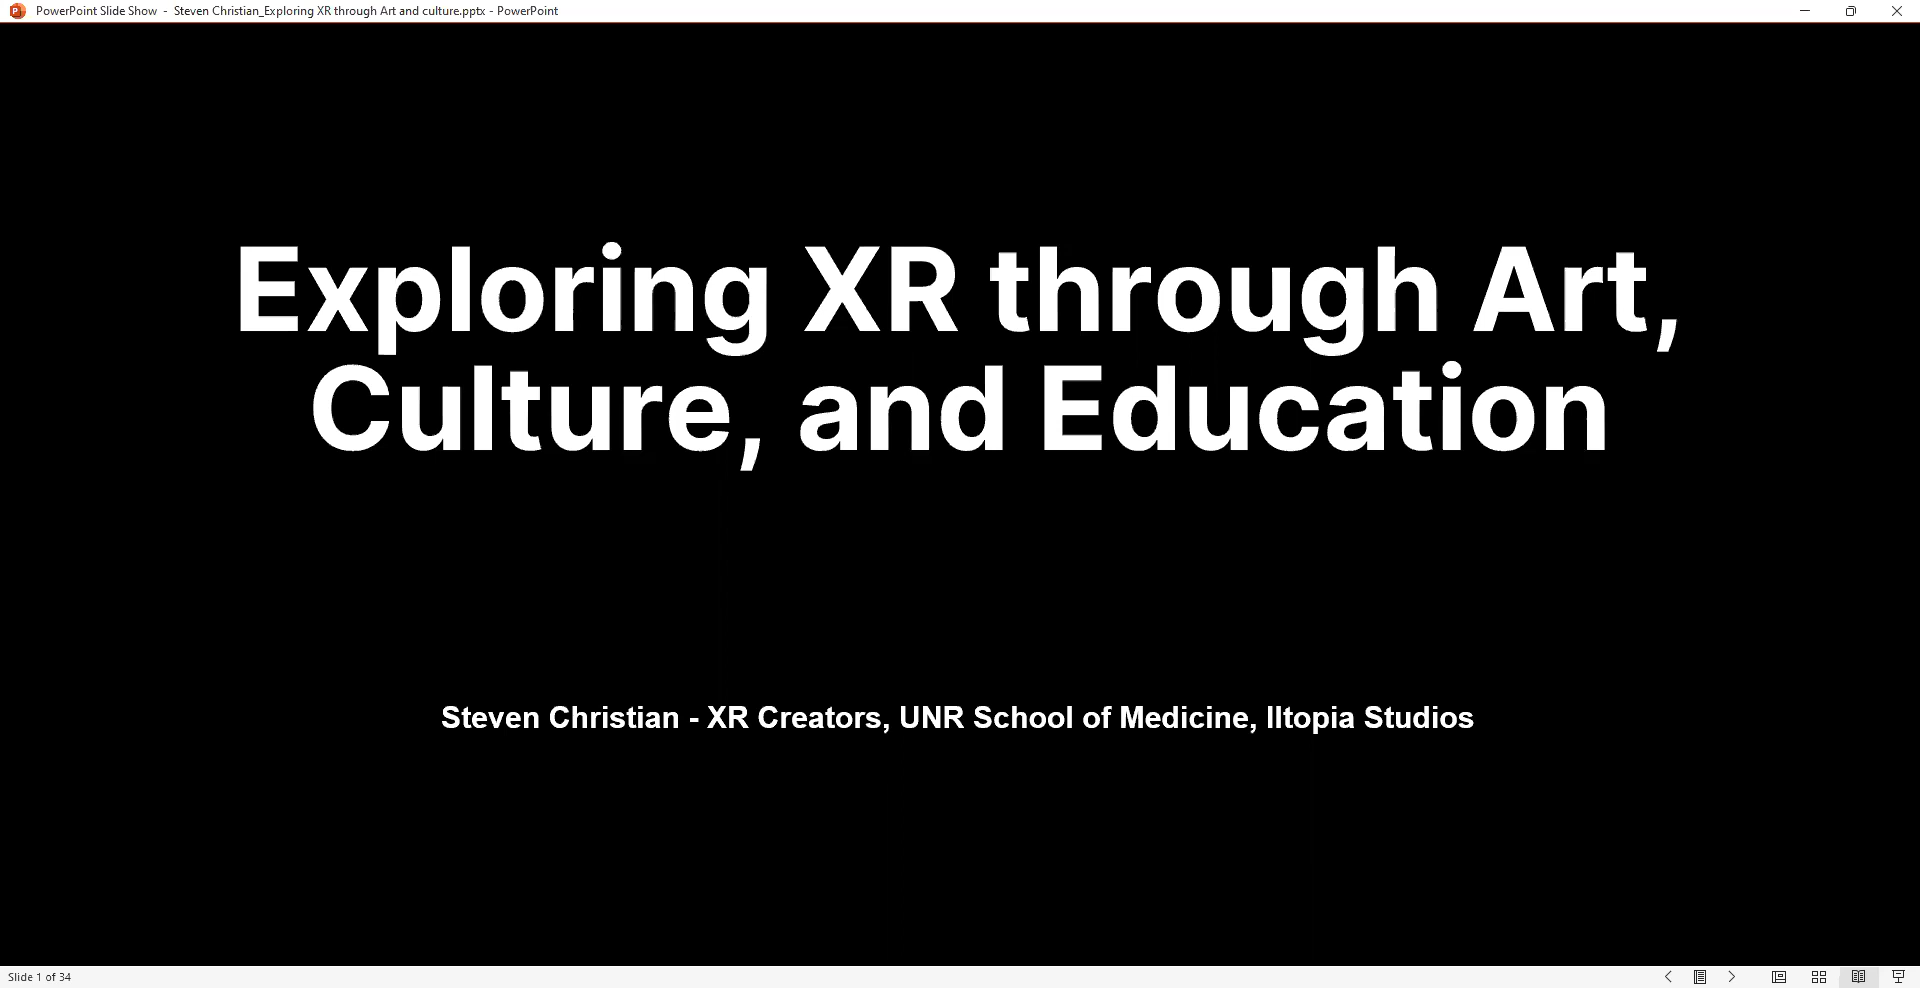 PowerPoint Slide Show - Steven Christian_Exploring XR through Art and culture.pptx - PowerPoint
Exploring XR through Art,
Culture, and Education
Steven Christian - XR Creators, UNR School of Medicine, Iltopia Studios
Slide 1 of 34